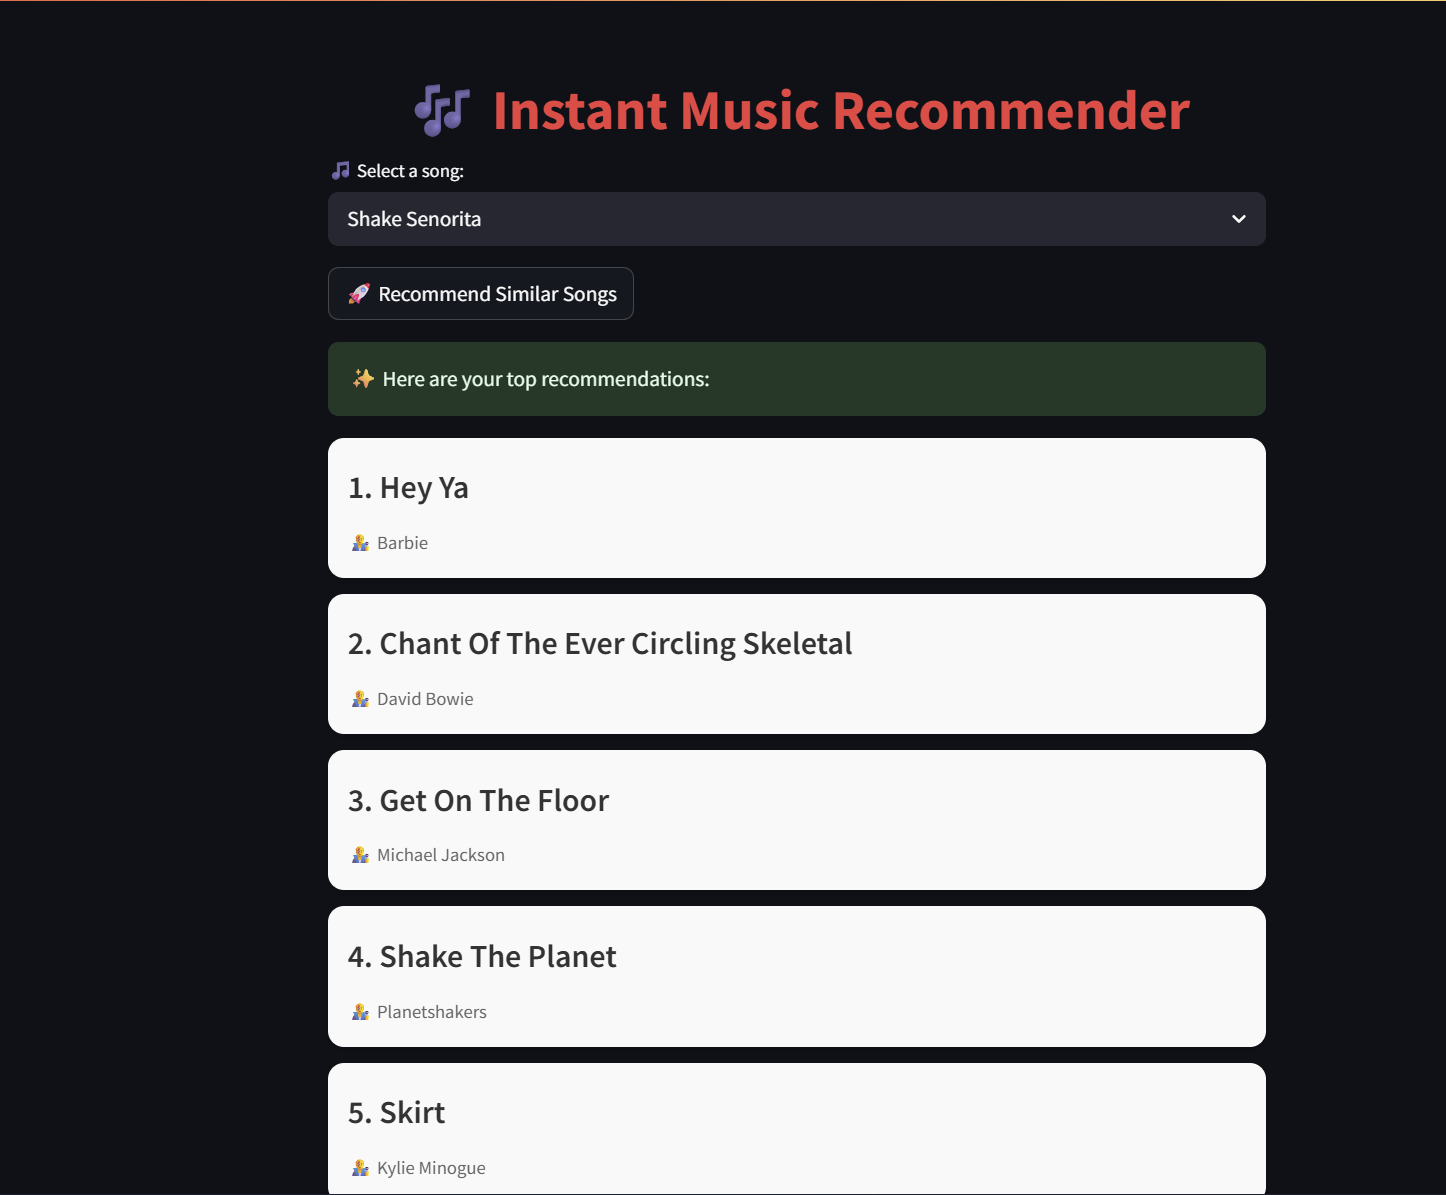 Instant Music Recommender
Select a song:
Shake Senorita
Recommend Similar Songs
Here are your top recommendations:
1. Hey Ya
Barbie
2. Chant Of The Ever Circling Skeletal
David Bowie
3. Get On The Floor
Michael Jackson
4. Shake The Planet
Planetshakers
5. Skirt
Kylie Minogue